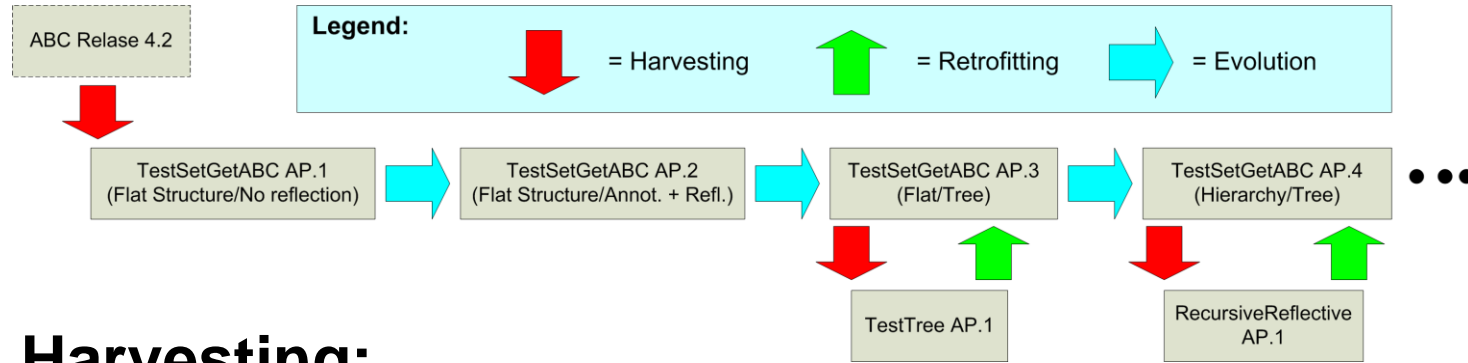 ABC Relase 4.2
Legend:
= Harvesting
= Retrofitting
= Evolution
TestSetGetABC AP.1
(Flat Structure/No reflection)
TestSetGetABC AP.2
(Flat Structure/Annot. + Refl.)
TestSetGetABC AP.3
(Flat/Tree)
TestSetGetABC AP.4
(Hierarchy/Tree)
TestTree AP.1
RecursiveReflective
AP.1
Harvesting: